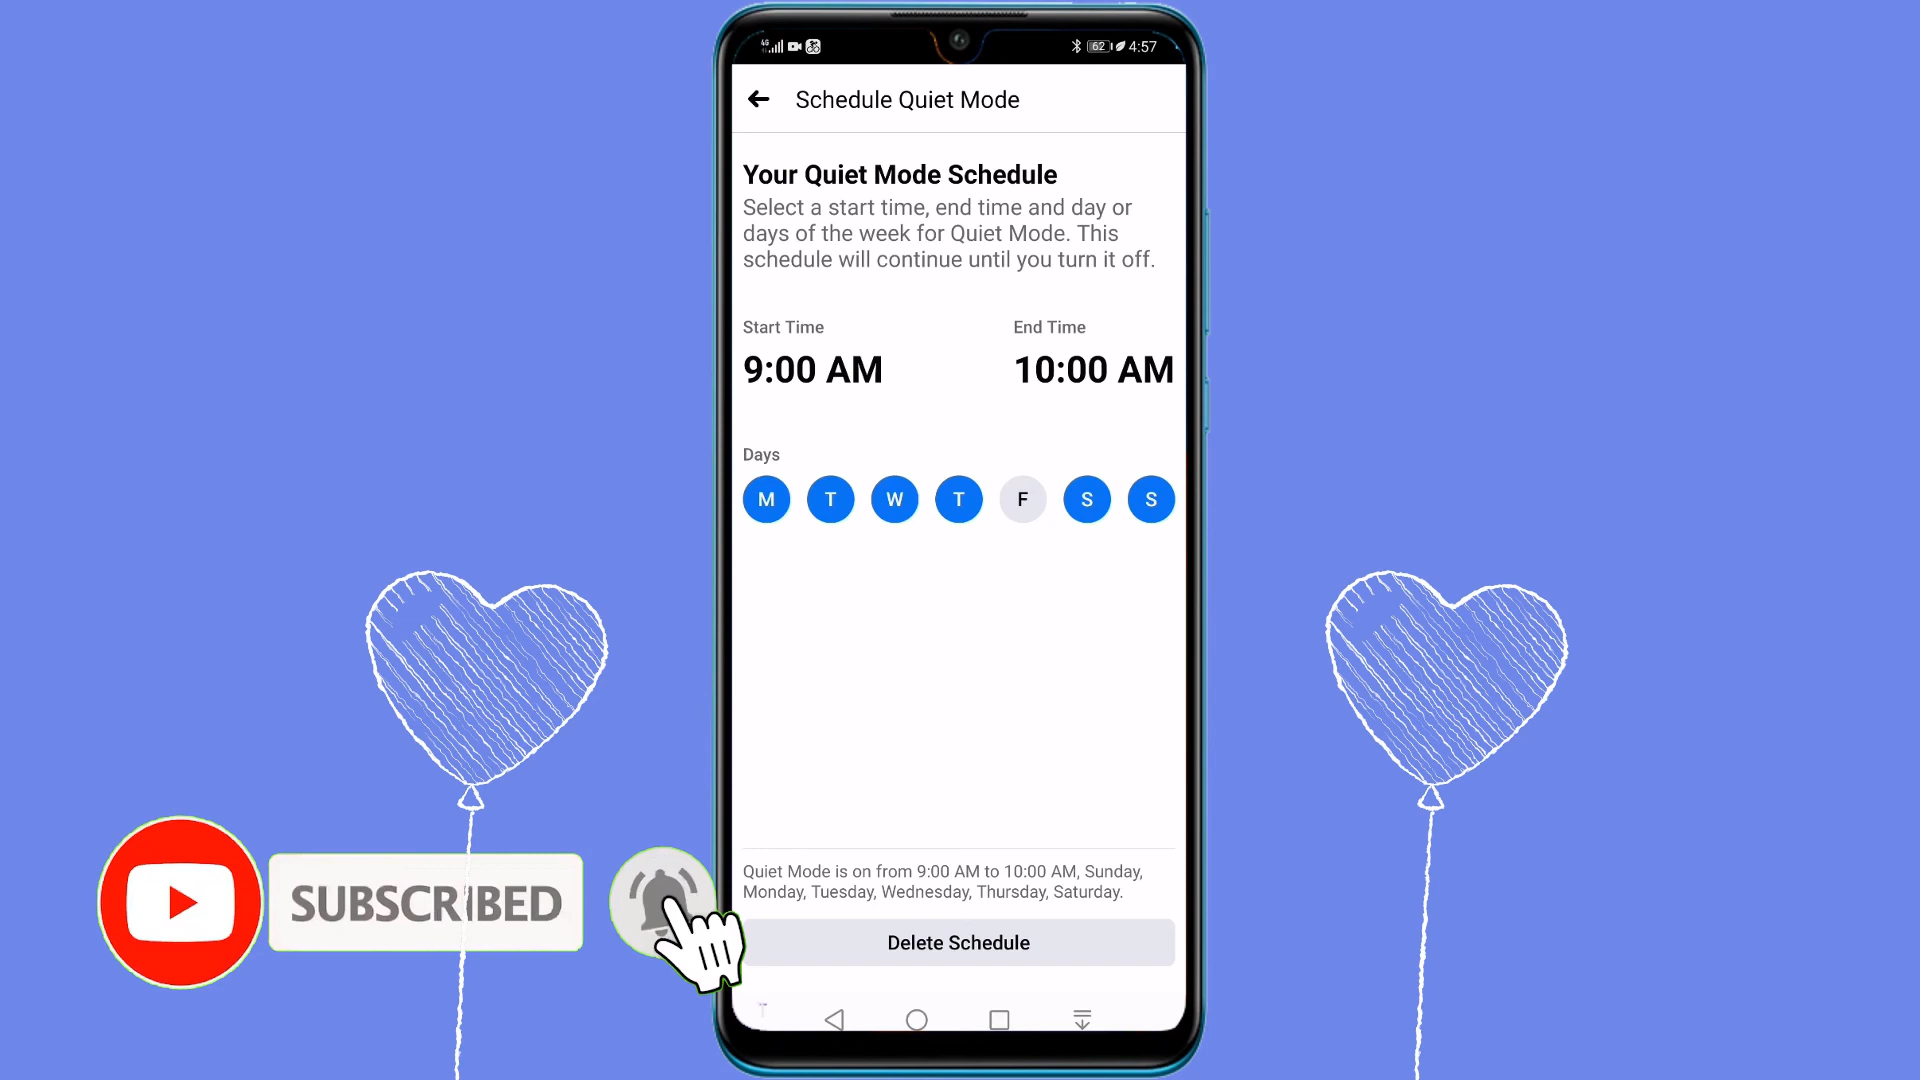 4G 62 4:57
Schedule Quiet Mode
Your Quiet Mode Schedule
Select a start time, end time and day or
days of the week for Quiet Mode. This
schedule will continue until you turn it off.
Start Time End Time
9:00 AM 10:00 AM
Days
M T W T F S S
Quiet Mode is on from 9:00 AM to 10:00 AM, Sunday,
Monday, Tuesday, Wednesday, Thursday, Saturday.
Delete Schedule
SUBSCRIBED